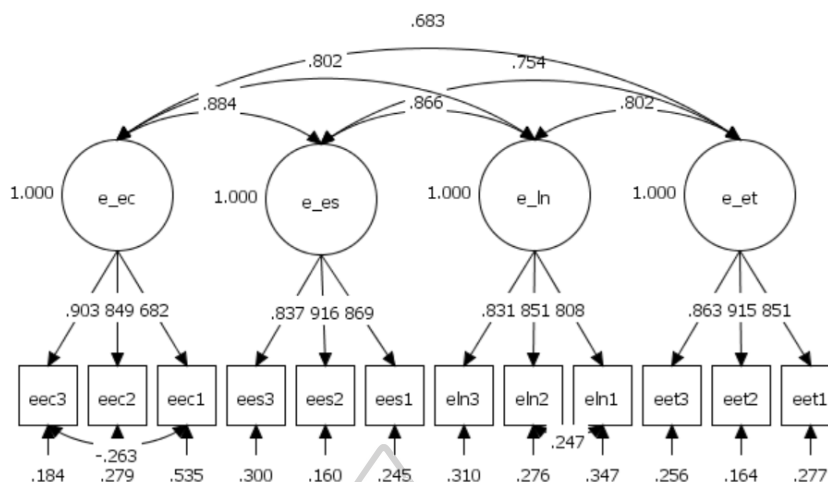 .683
.802 .754
.884 .866 .802
1.000 e_ec 1.000 e_es 1.000 e_ln 1.000 e_et
.903 849 682 .837 916 869 .831 851 808 .863 915 851
eec3 eec2 eec1 ees3 ees2 ees1 eln3 eln2 eln1 eet3 eet2 eet1
-.263 .247
.184 .279 .535 .300 .160 .245 .310 .276 .347 .256 .164 .277